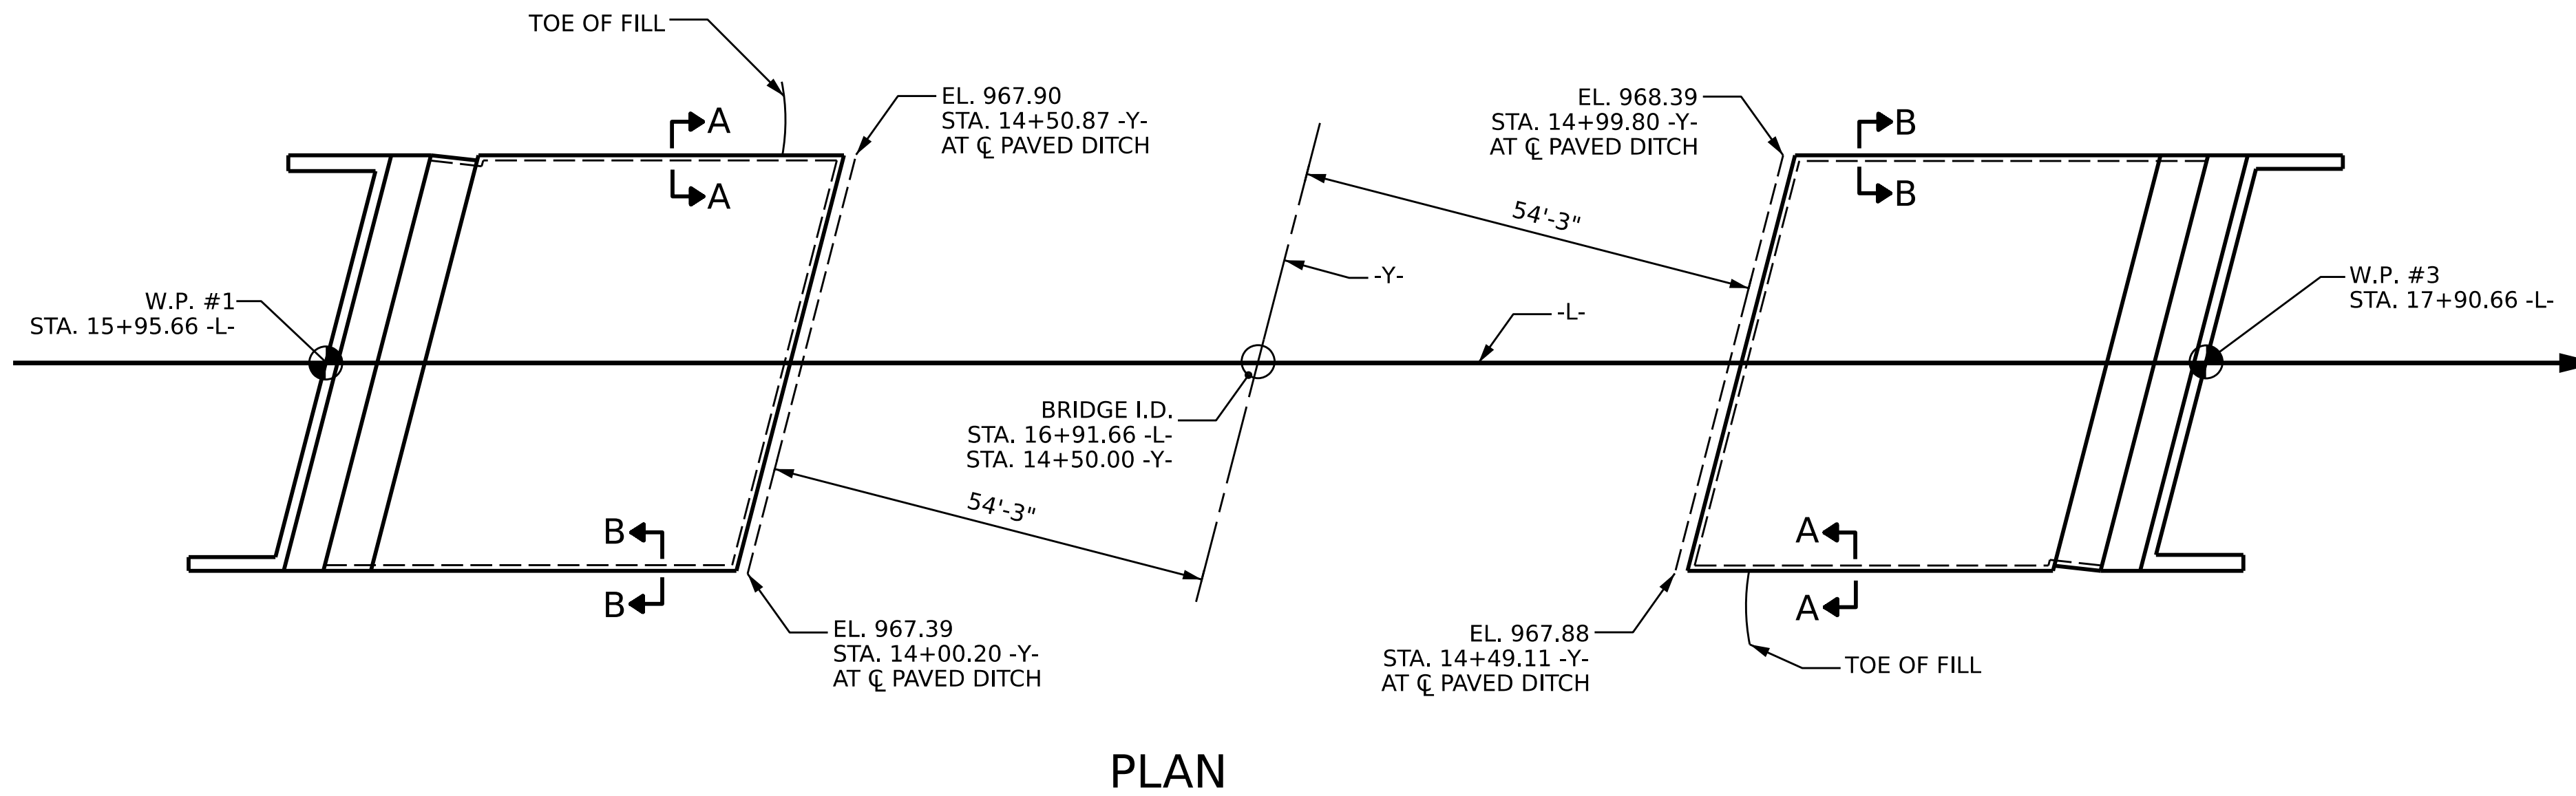 TOE OF FILL
EL. 967.90
STA. 14+50.87 -Y-
AT ℄ PAVED DITCH
EL. 968.39
STA. 14+99.80 -Y-
AT ℄ PAVED DITCH
A
A
B
B
54'-3"
-Y-
-L-
W.P. #1
STA. 15+95.66 -L-
W.P. #3
STA. 17+90.66 -L-
BRIDGE I.D.
STA. 16+91.66 -L-
STA. 14+50.00 -Y-
54'-3"
B
B
A
A
EL. 967.39
STA. 14+00.20 -Y-
AT ℄ PAVED DITCH
EL. 967.88
STA. 14+49.11 -Y-
AT ℄ PAVED DITCH
TOE OF FILL
PLAN